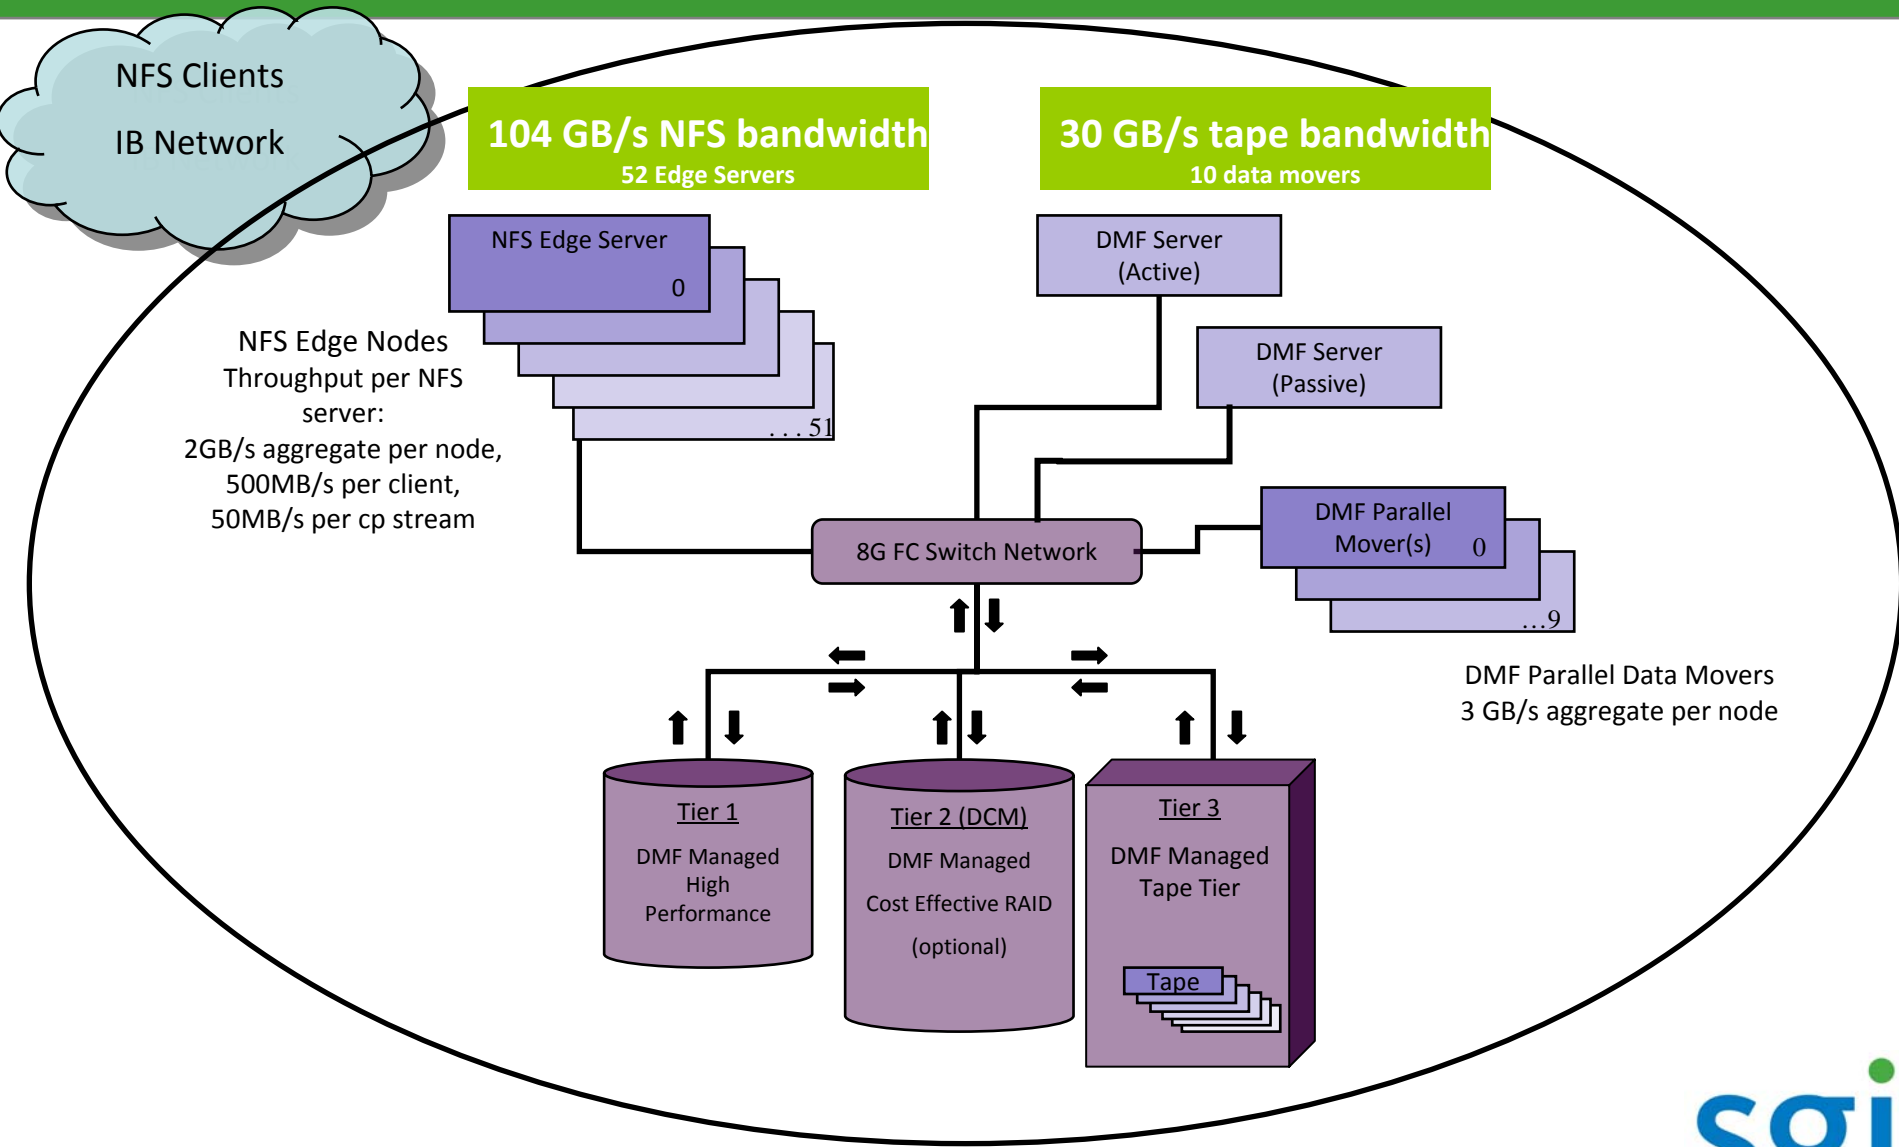 NFS Clients
IB Network
104 GB/s NFS bandwidth
52 Edge Servers
30 GB/s tape bandwidth
10 data movers
NFS Edge Server
0
. . . 51
NFS Edge Nodes
Throughput per NFS
server:
2GB/s aggregate per node,
500MB/s per client,
50MB/s per cp stream
DMF Server
(Active)
DMF Server
(Passive)
8G FC Switch Network
DMF Parallel
Mover(s) 0
...9
DMF Parallel Data Movers
3 GB/s aggregate per node
Tier 1
DMF Managed
High
Performance
Tier 2 (DCM)
DMF Managed
Cost Effective RAID
(optional)
Tier 3
DMF Managed
Tape Tier
Tape
sgi